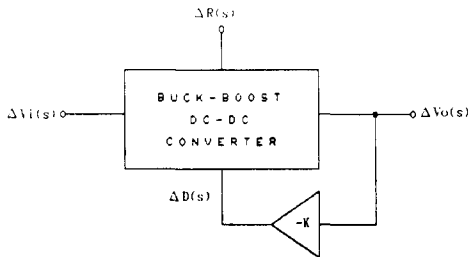 ΔR(s)
BUCK-BOOST
DC-DC
CONVERTER
ΔVi(s)
ΔVo(s)
ΔD(s)
-K